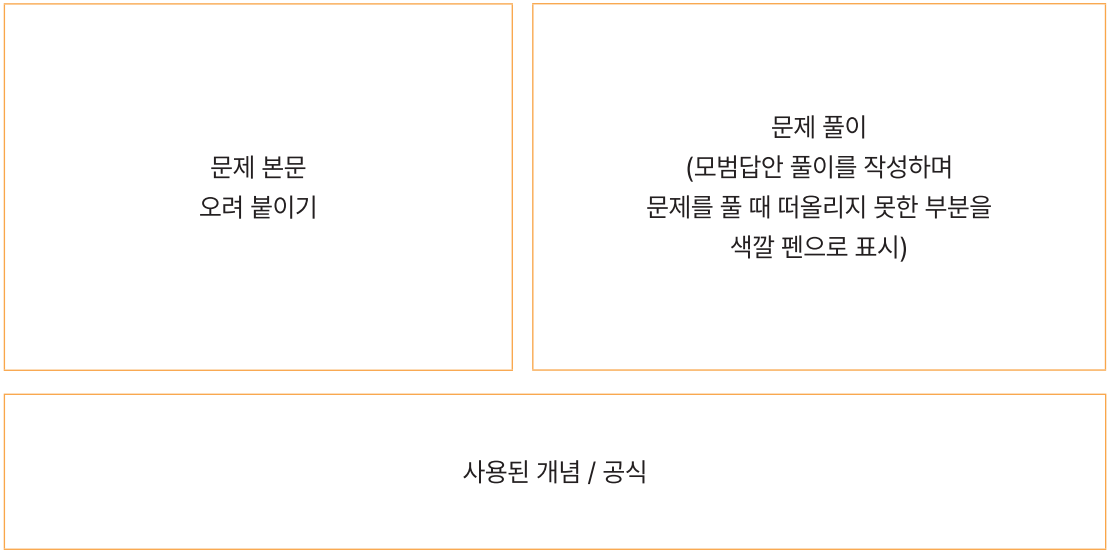 문제 본문
오려 붙이기
문제 풀이
(모범답안 풀이를 작성하며
문제를 풀 때 떠올리지 못한 부분을
색깔 펜으로 표시)
사용된 개념 / 공식